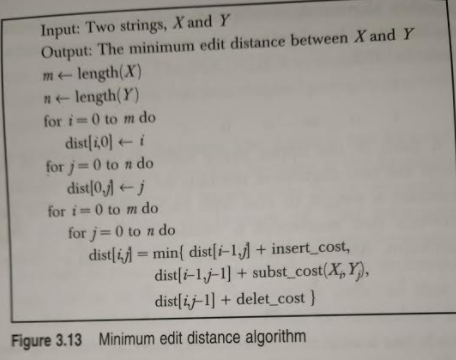 Input: Two strings, X and Y
Output: The minimum edit distance between X and Y
m ← length(X)
n ← length(Y)
for i = 0 to m do
dist[i,0] ← i
for j = 0 to n do
dist[0,j] ← j
for i = 0 to m do
for j = 0 to n do
dist[i,j] = min{ dist[i–1,j] + insert_cost,
dist[i–1,j–1] + subst_cost(Xi, Yj),
dist[i,j–1] + delet_cost }
Figure 3.13 Minimum edit distance algorithm